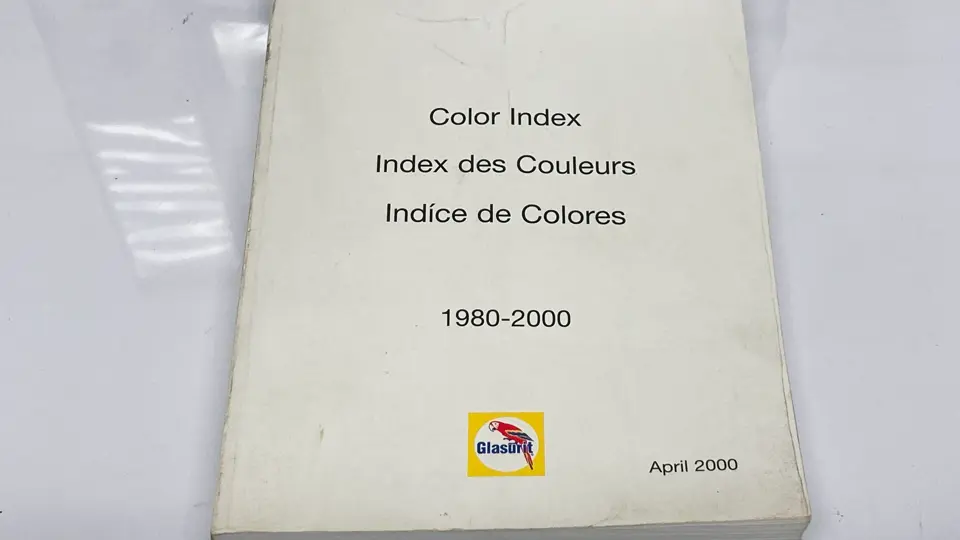 Color Index
Index des Couleurs
Indíce de Colores
1980-2000
Glasurit
April 2000